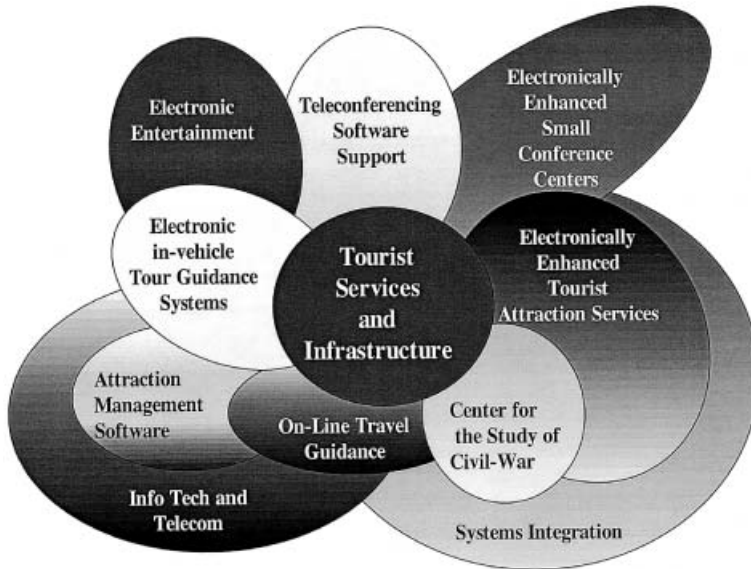 Electronic
Entertainment
Teleconferencing
Software
Support
Electronically
Enhanced
Small
Conference
Centers
Electronic
in-vehicle
Tour Guidance
Systems
Tourist
Services
and
Infrastructure
Electronically
Enhanced
Tourist
Attraction Services
Attraction
Management
Software
On-Line Travel
Guidance
Center for
the Study of
Civil-War
Info Tech and
Telecom
Systems Integration